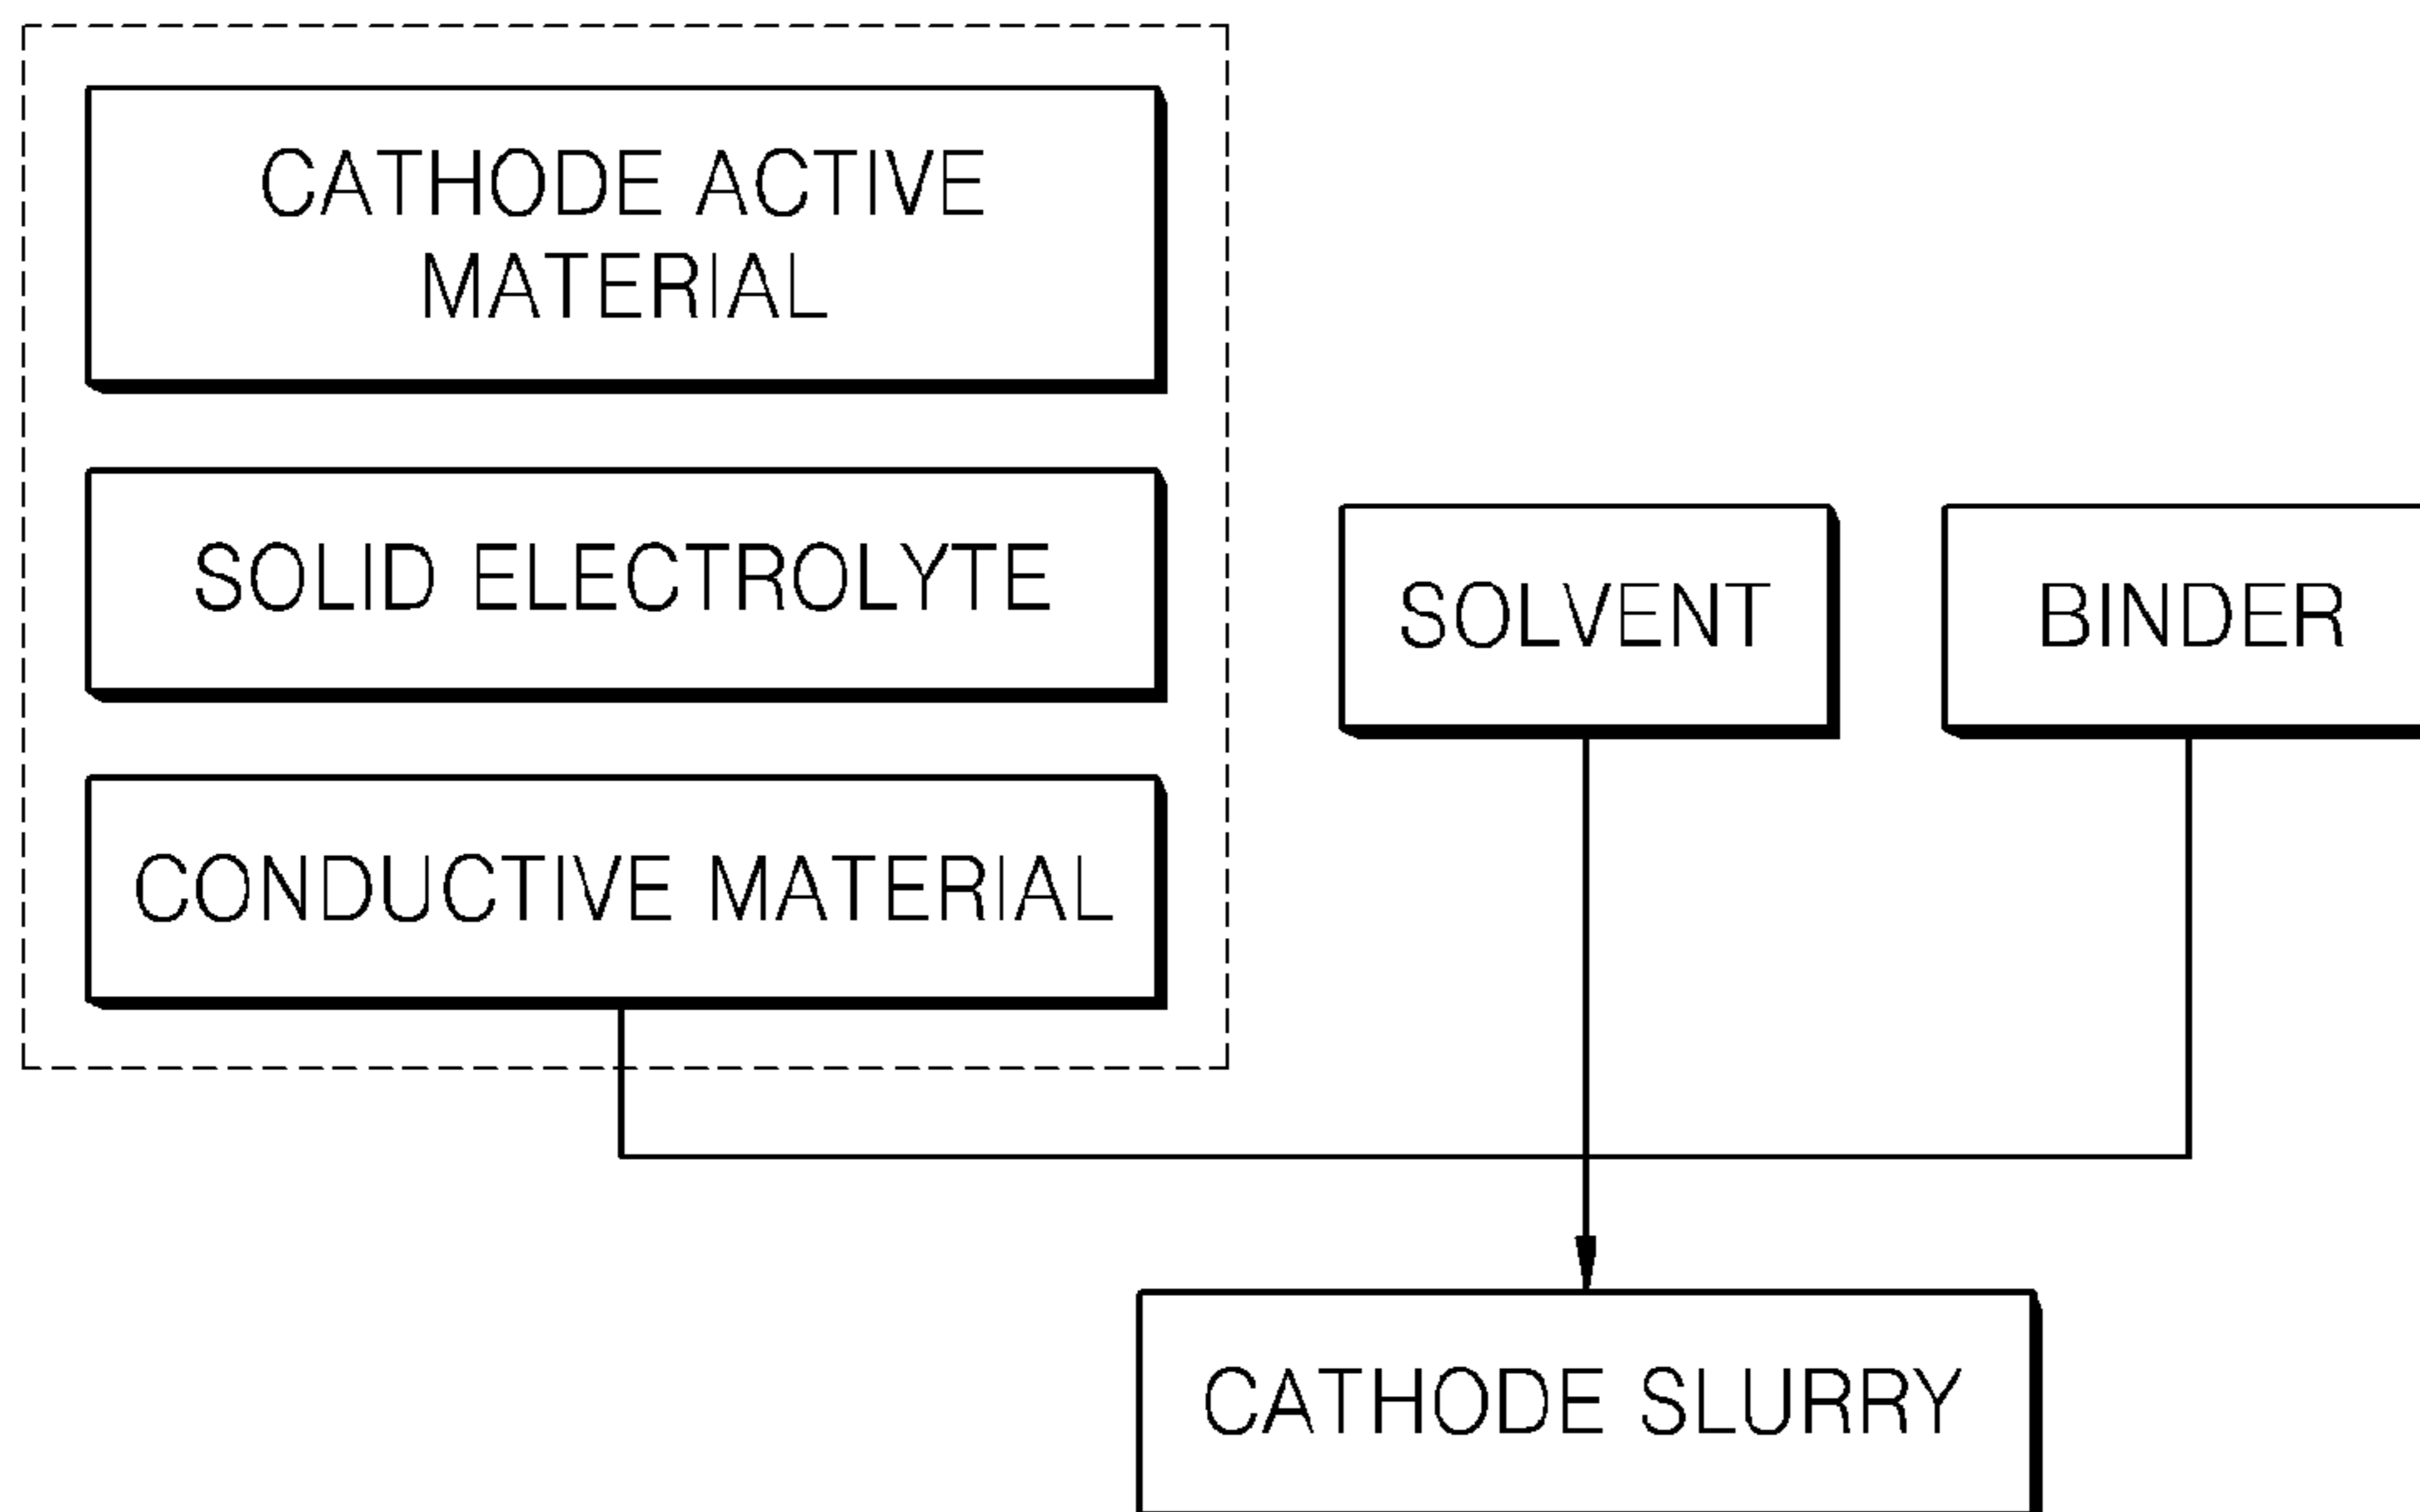 CATHODE ACTIVE
MATERIAL
SOLID ELECTROLYTE
SOLVENT
BINDER
CONDUCTIVE MATERIAL
CATHODE SLURRY